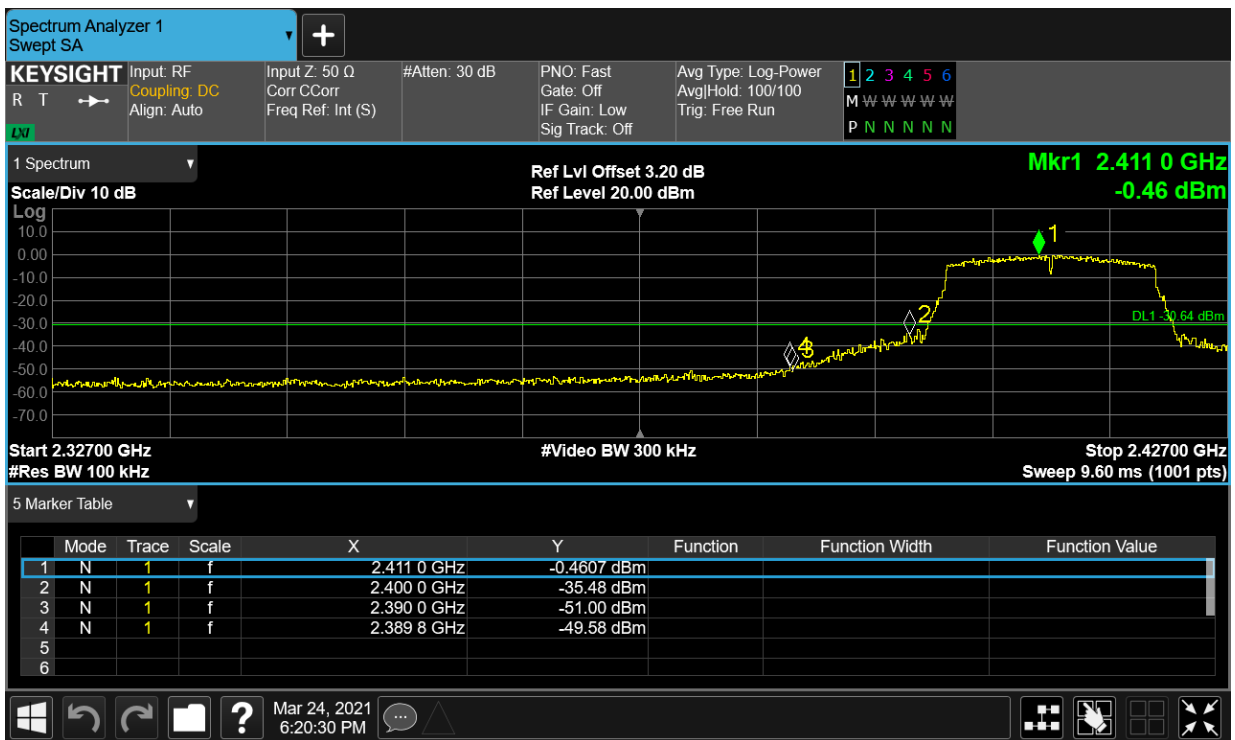 Spectrum Analyzer 1
Swept SA
KEYSIGHT
R T
LXI
Input: RF
Coupling: DC
Align: Auto
Input Z: 50 Ω
Corr CCorr
Freq Ref: Int (S)
#Atten: 30 dB
PNO: Fast
Gate: Off
IF Gain: Low
Sig Track: Off
Avg Type: Log-Power
Avg|Hold: 100/100
Trig: Free Run
1 2 3 4 5 6
M W W W W W
P N N N N N
1 Spectrum
Scale/Div 10 dB
Ref Lvl Offset 3.20 dB
Ref Level 20.00 dBm
Mkr1 2.411 0 GHz
-0.46 dBm
Log
10.0
0.00
-10.0
-20.0
-30.0
-40.0
-50.0
-60.0
-70.0
1
2
4
3
DL1 -30.64 dBm
Start 2.32700 GHz
#Res BW 100 kHz
#Video BW 300 kHz
Stop 2.42700 GHz
Sweep 9.60 ms (1001 pts)
5 Marker Table
Mode Trace Scale X Y Function Function Width Function Value
1 N 1 f 2.411 0 GHz -0.4607 dBm
2 N 1 f 2.400 0 GHz -35.48 dBm
3 N 1 f 2.390 0 GHz -51.00 dBm
4 N 1 f 2.389 8 GHz -49.58 dBm
5
6
?
Mar 24, 2021
6:20:30 PM